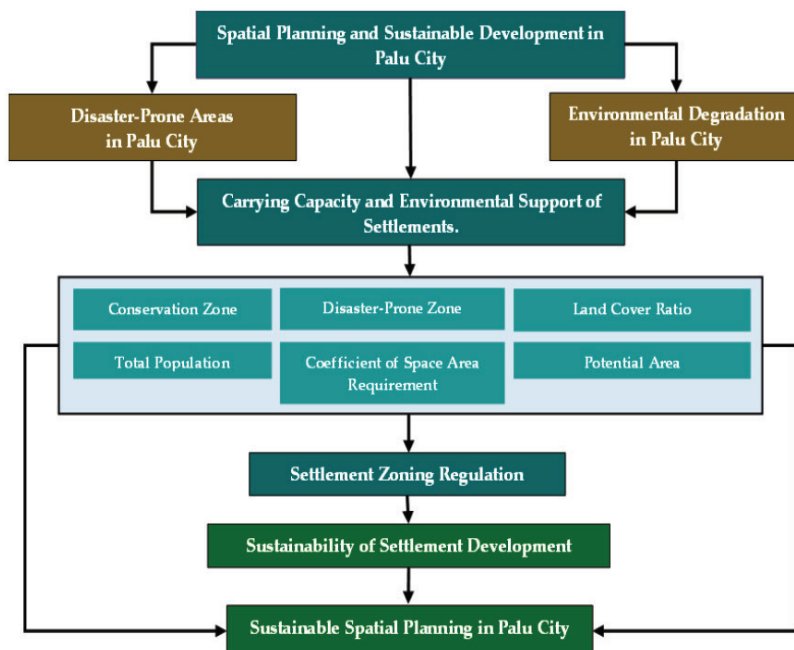 Spatial Planning and Sustainable Development in
Palu City
Disaster-Prone Areas
in Palu City
Environmental Degradation
in Palu City
Carrying Capacity and Environmental Support of
Settlements.
Conservation Zone
Disaster-Prone Zone
Land Cover Ratio
Total Population
Coefficient of Space Area
Requirement
Potential Area
Settlement Zoning Regulation
Sustainability of Settlement Development
Sustainable Spatial Planning in Palu City